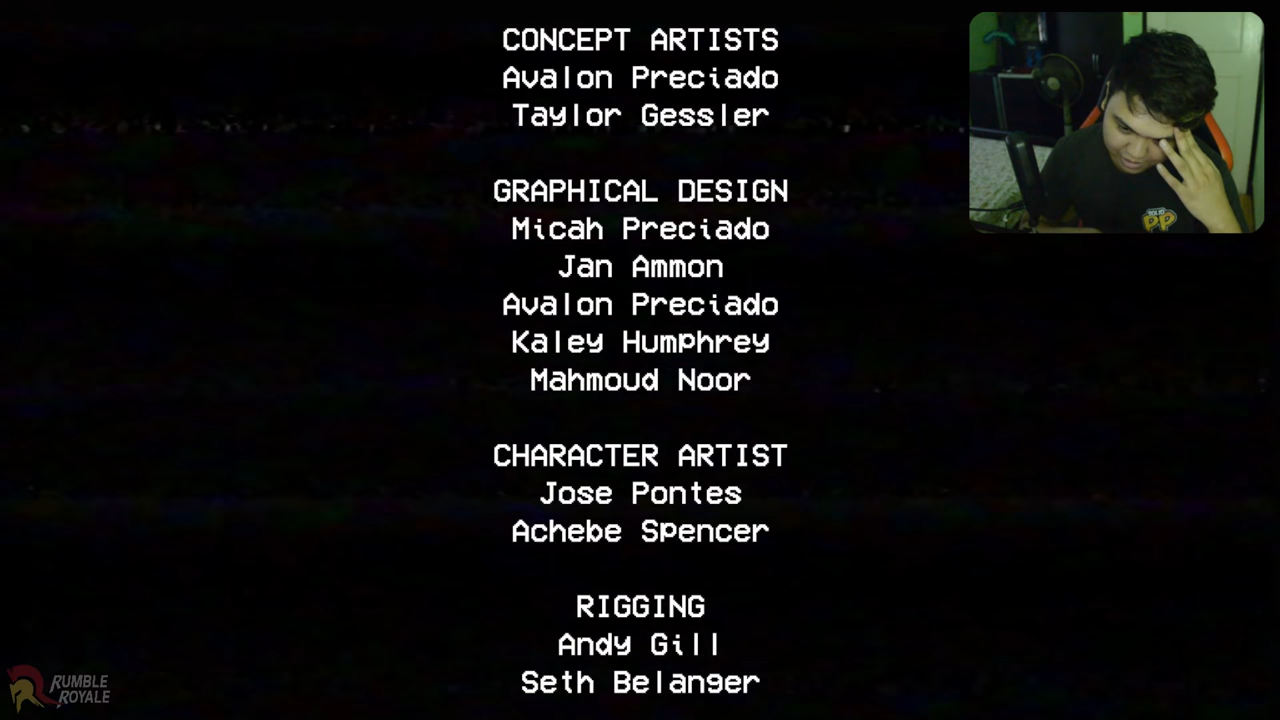 CONCEPT ARTISTS
Avalon Preciado
Taylor Gessler
GRAPHICAL DESIGN
Micah Preciado
Jan Ammon
Avalon Preciado
Kaley Humphrey
Mahmoud Noor
CHARACTER ARTIST
Jose Pontes
Achebe Spencer
RIGGING
Andy Gill
Seth Belanger
RUMBLE
ROYALE
PP